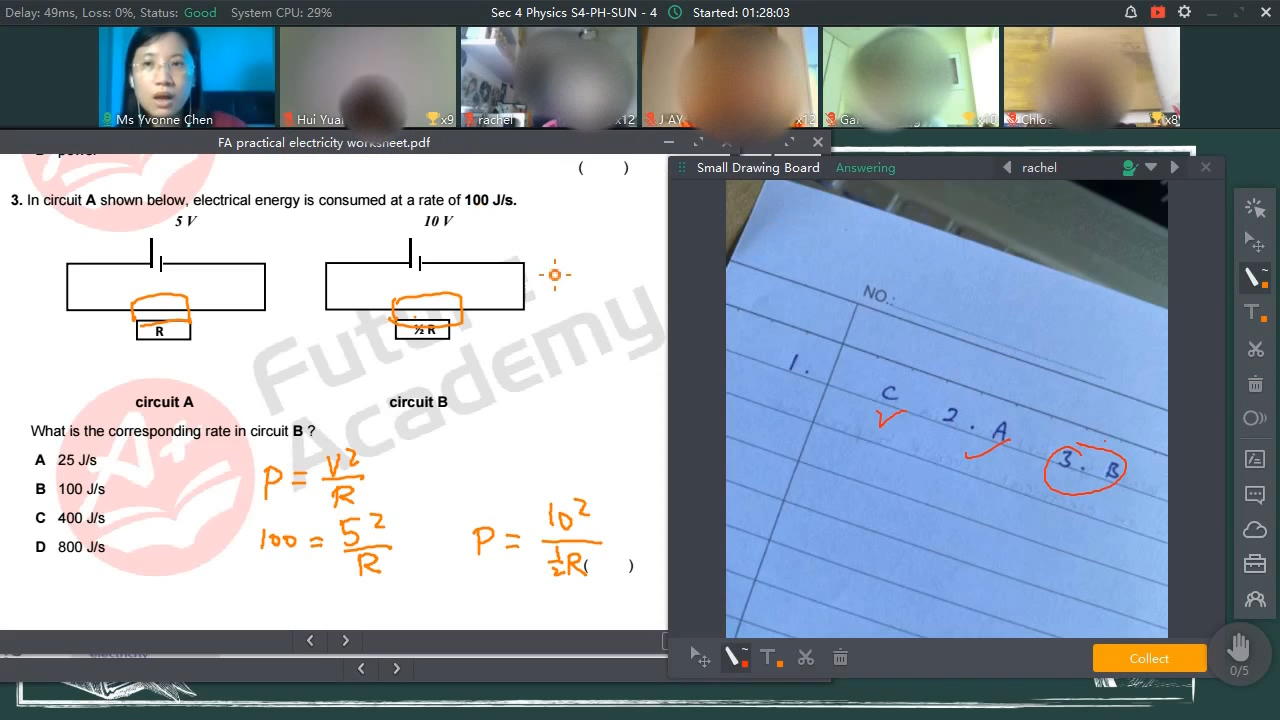 Delay: 49ms, Loss: 0%, Status: Good System CPU: 29% Sec 4 Physics S4-PH-SUN - 4 Started: 01:28:03
Ms Yvonne Chen Hui Yuan x9 rachel x12 J AY x12 x8
FA practical electricity worksheet.pdf
( )
3. In circuit A shown below, electrical energy is consumed at a rate of 100 J/s.
5 V 10 V
R ½ R
circuit A circuit B
What is the corresponding rate in circuit B ?
A 25 J/s
B 100 J/s
C 400 J/s
D 800 J/s
( )
P = V²/R
100 = 5²/R
P = 10²/½R
Future Academy
A+
Small Drawing Board Answering rachel
NO.:
1. C 2. A 3. B
Collect
0/5
electricity